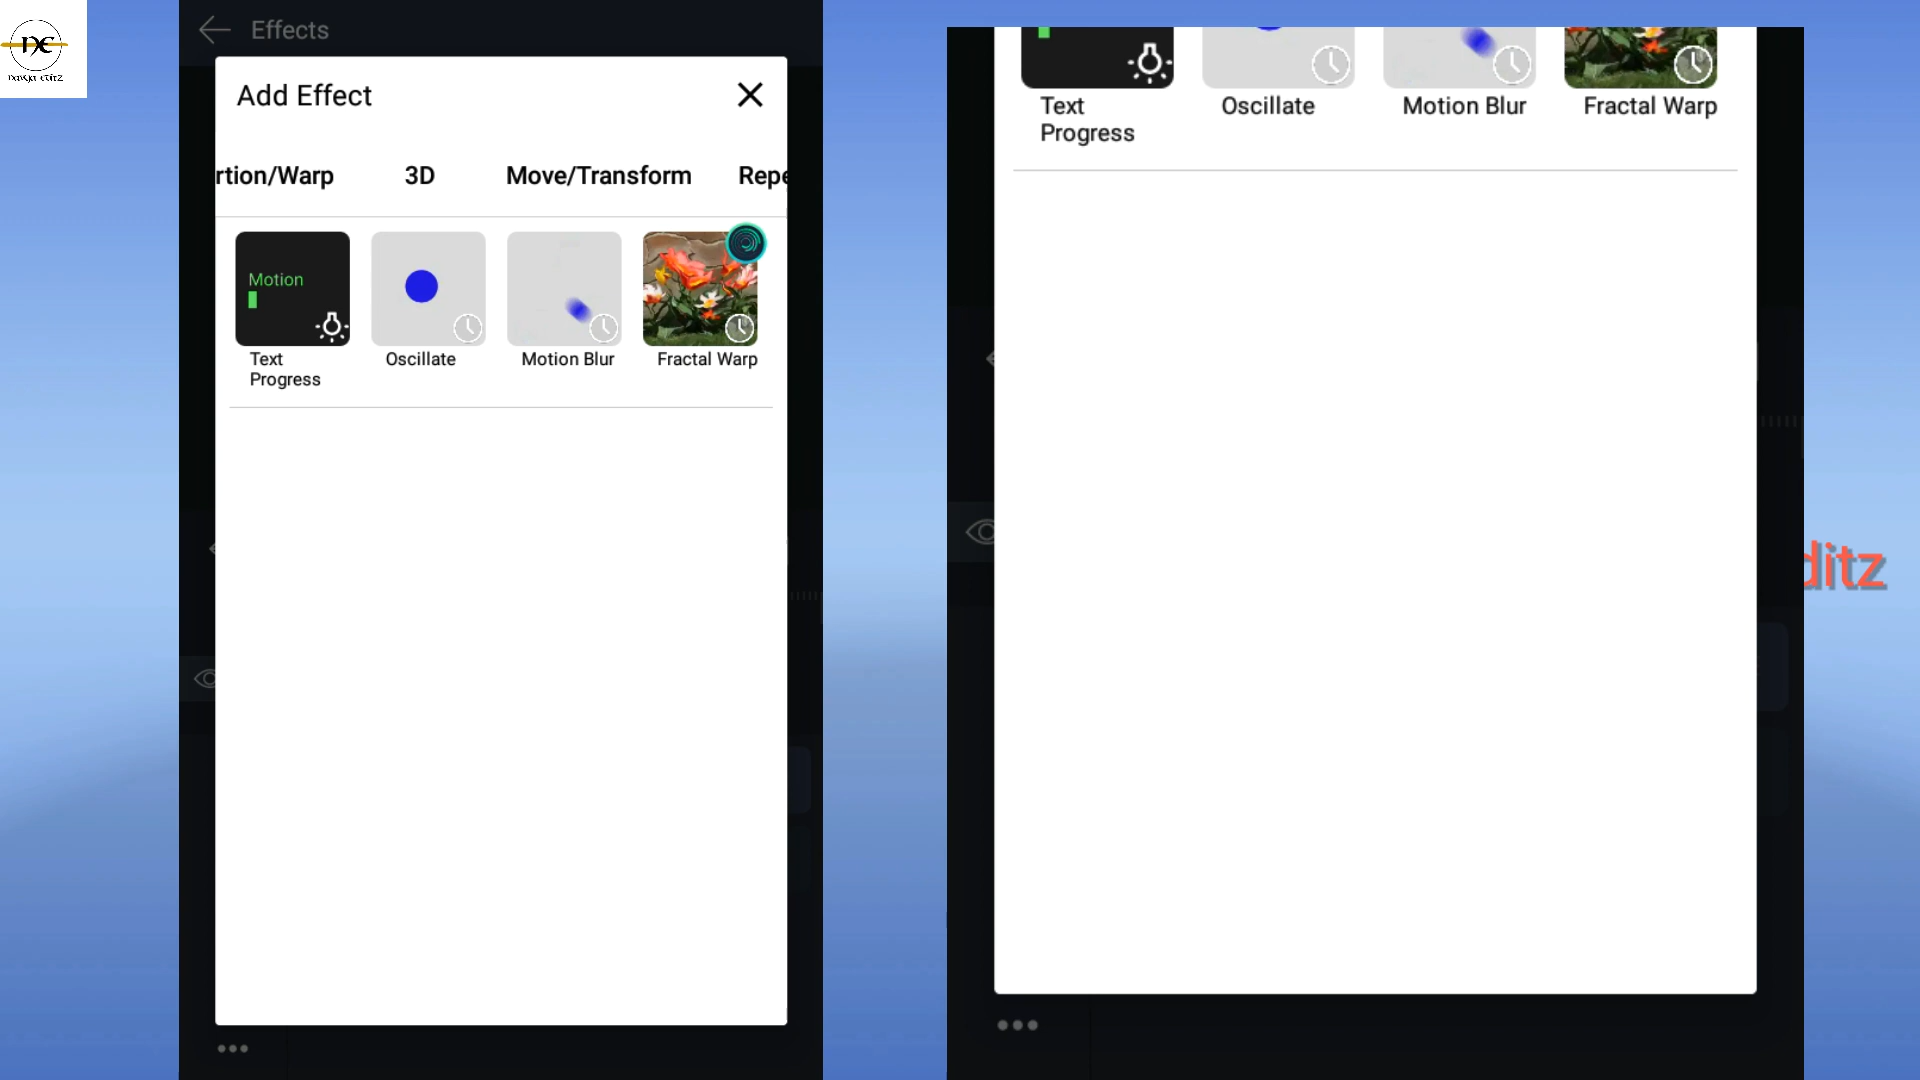 Effects
Add Effect
rtion/Warp 3D Move/Transform Repe
Motion
Text Progress
Oscillate
Motion Blur
Fractal Warp
Text Progress
Oscillate
Motion Blur
Fractal Warp
ditz